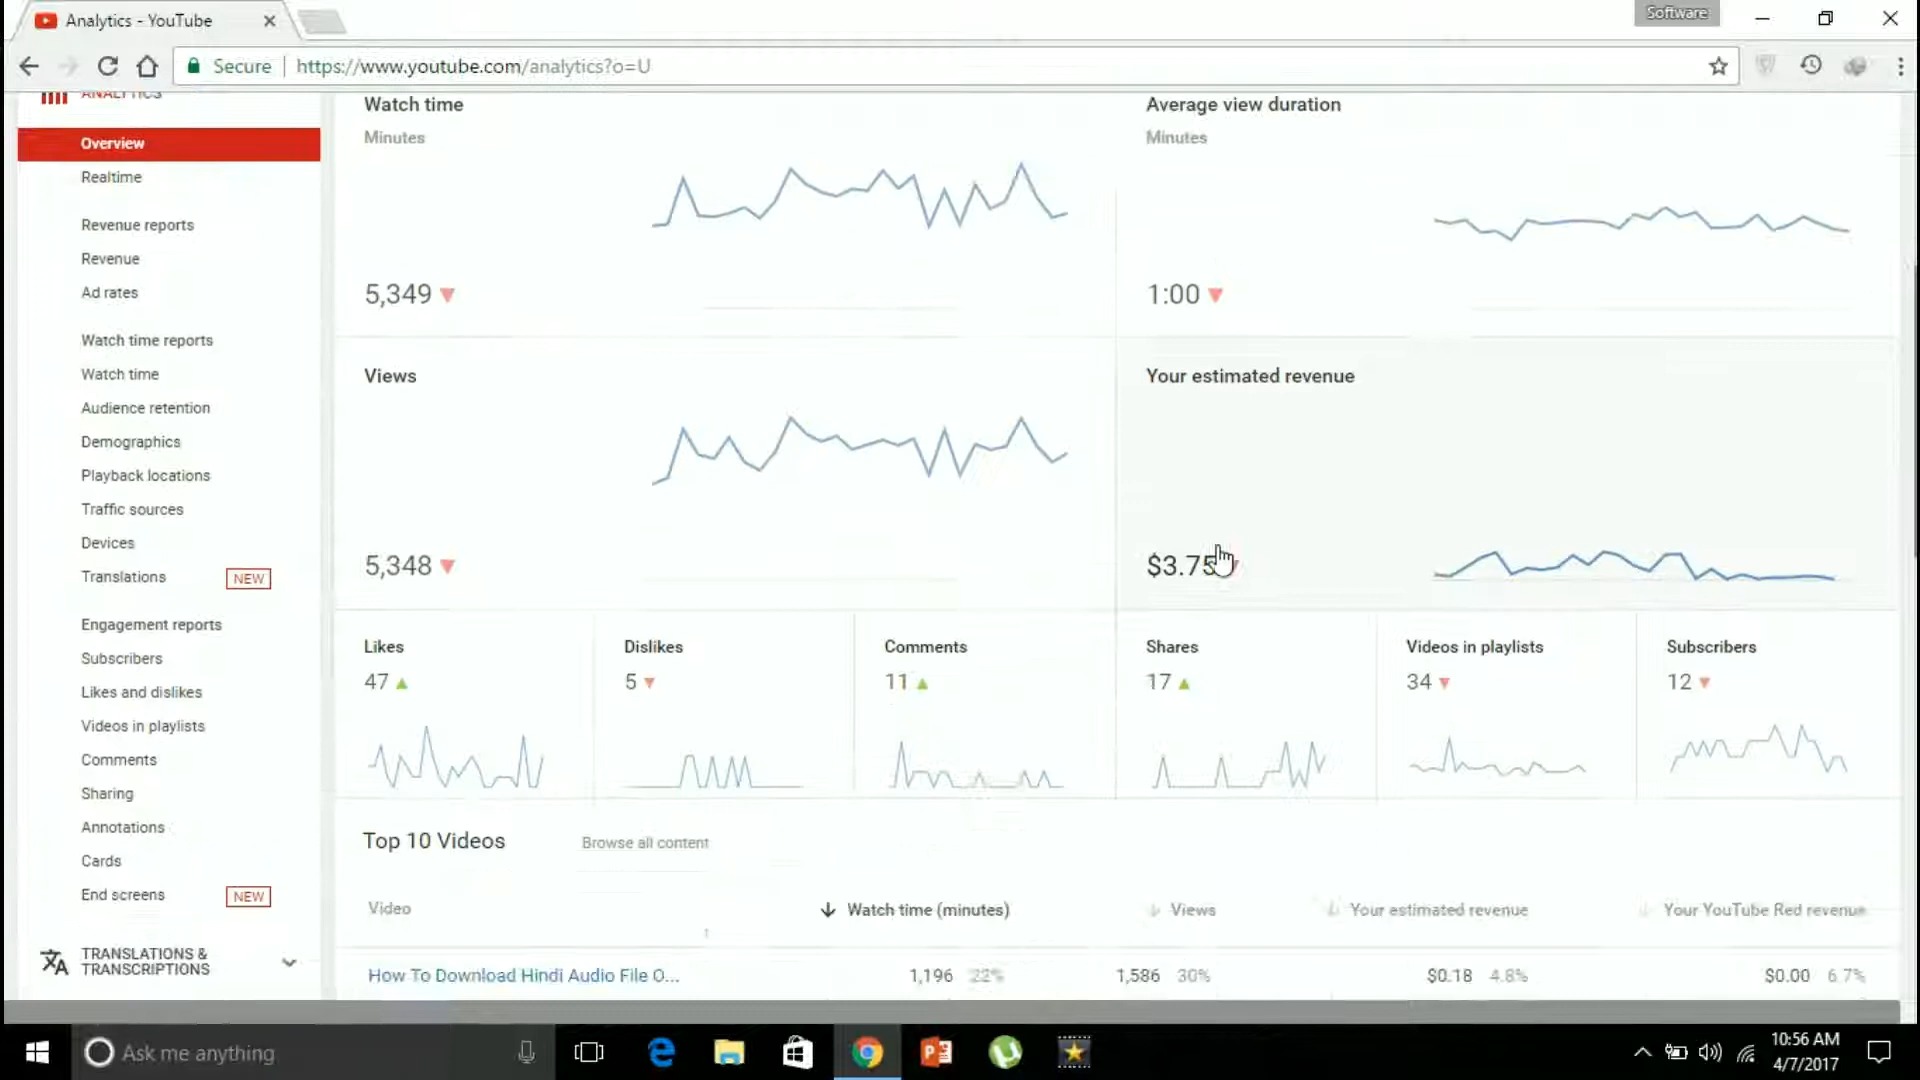 Analytics - YouTube
Software
Secure
https://www.youtube.com/analytics?o=U
ANALYTICS
Overview
Realtime
Revenue reports
Revenue
Ad rates
Watch time reports
Watch time
Audience retention
Demographics
Playback locations
Traffic sources
Devices
Translations NEW
Engagement reports
Subscribers
Likes and dislikes
Videos in playlists
Comments
Sharing
Annotations
Cards
End screens NEW
TRANSLATIONS &
TRANSCRIPTIONS
Watch time
Minutes
5,349
Average view duration
Minutes
1:00
Views
5,348
Your estimated revenue
$3.75
Likes
47
Dislikes
5
Comments
11
Shares
17
Videos in playlists
34
Subscribers
12
Top 10 Videos Browse all content
Video Watch time (minutes) Views Your estimated revenue Your YouTube Red revenue
How To Download Hindi Audio File O... 1,196 22% 1,586 30% $0.18 4.8% $0.00 6.7%
Ask me anything
10:56 AM
4/7/2017